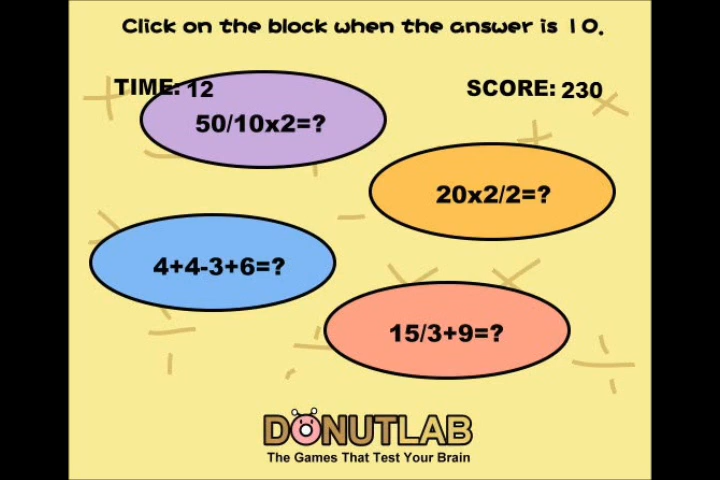 Click on the block when the answer is 10.
TIME: 12
SCORE: 230
50/10x2=?
20x2/2=?
4+4-3+6=?
15/3+9=?
DONUTLAB
The Games That Test Your Brain